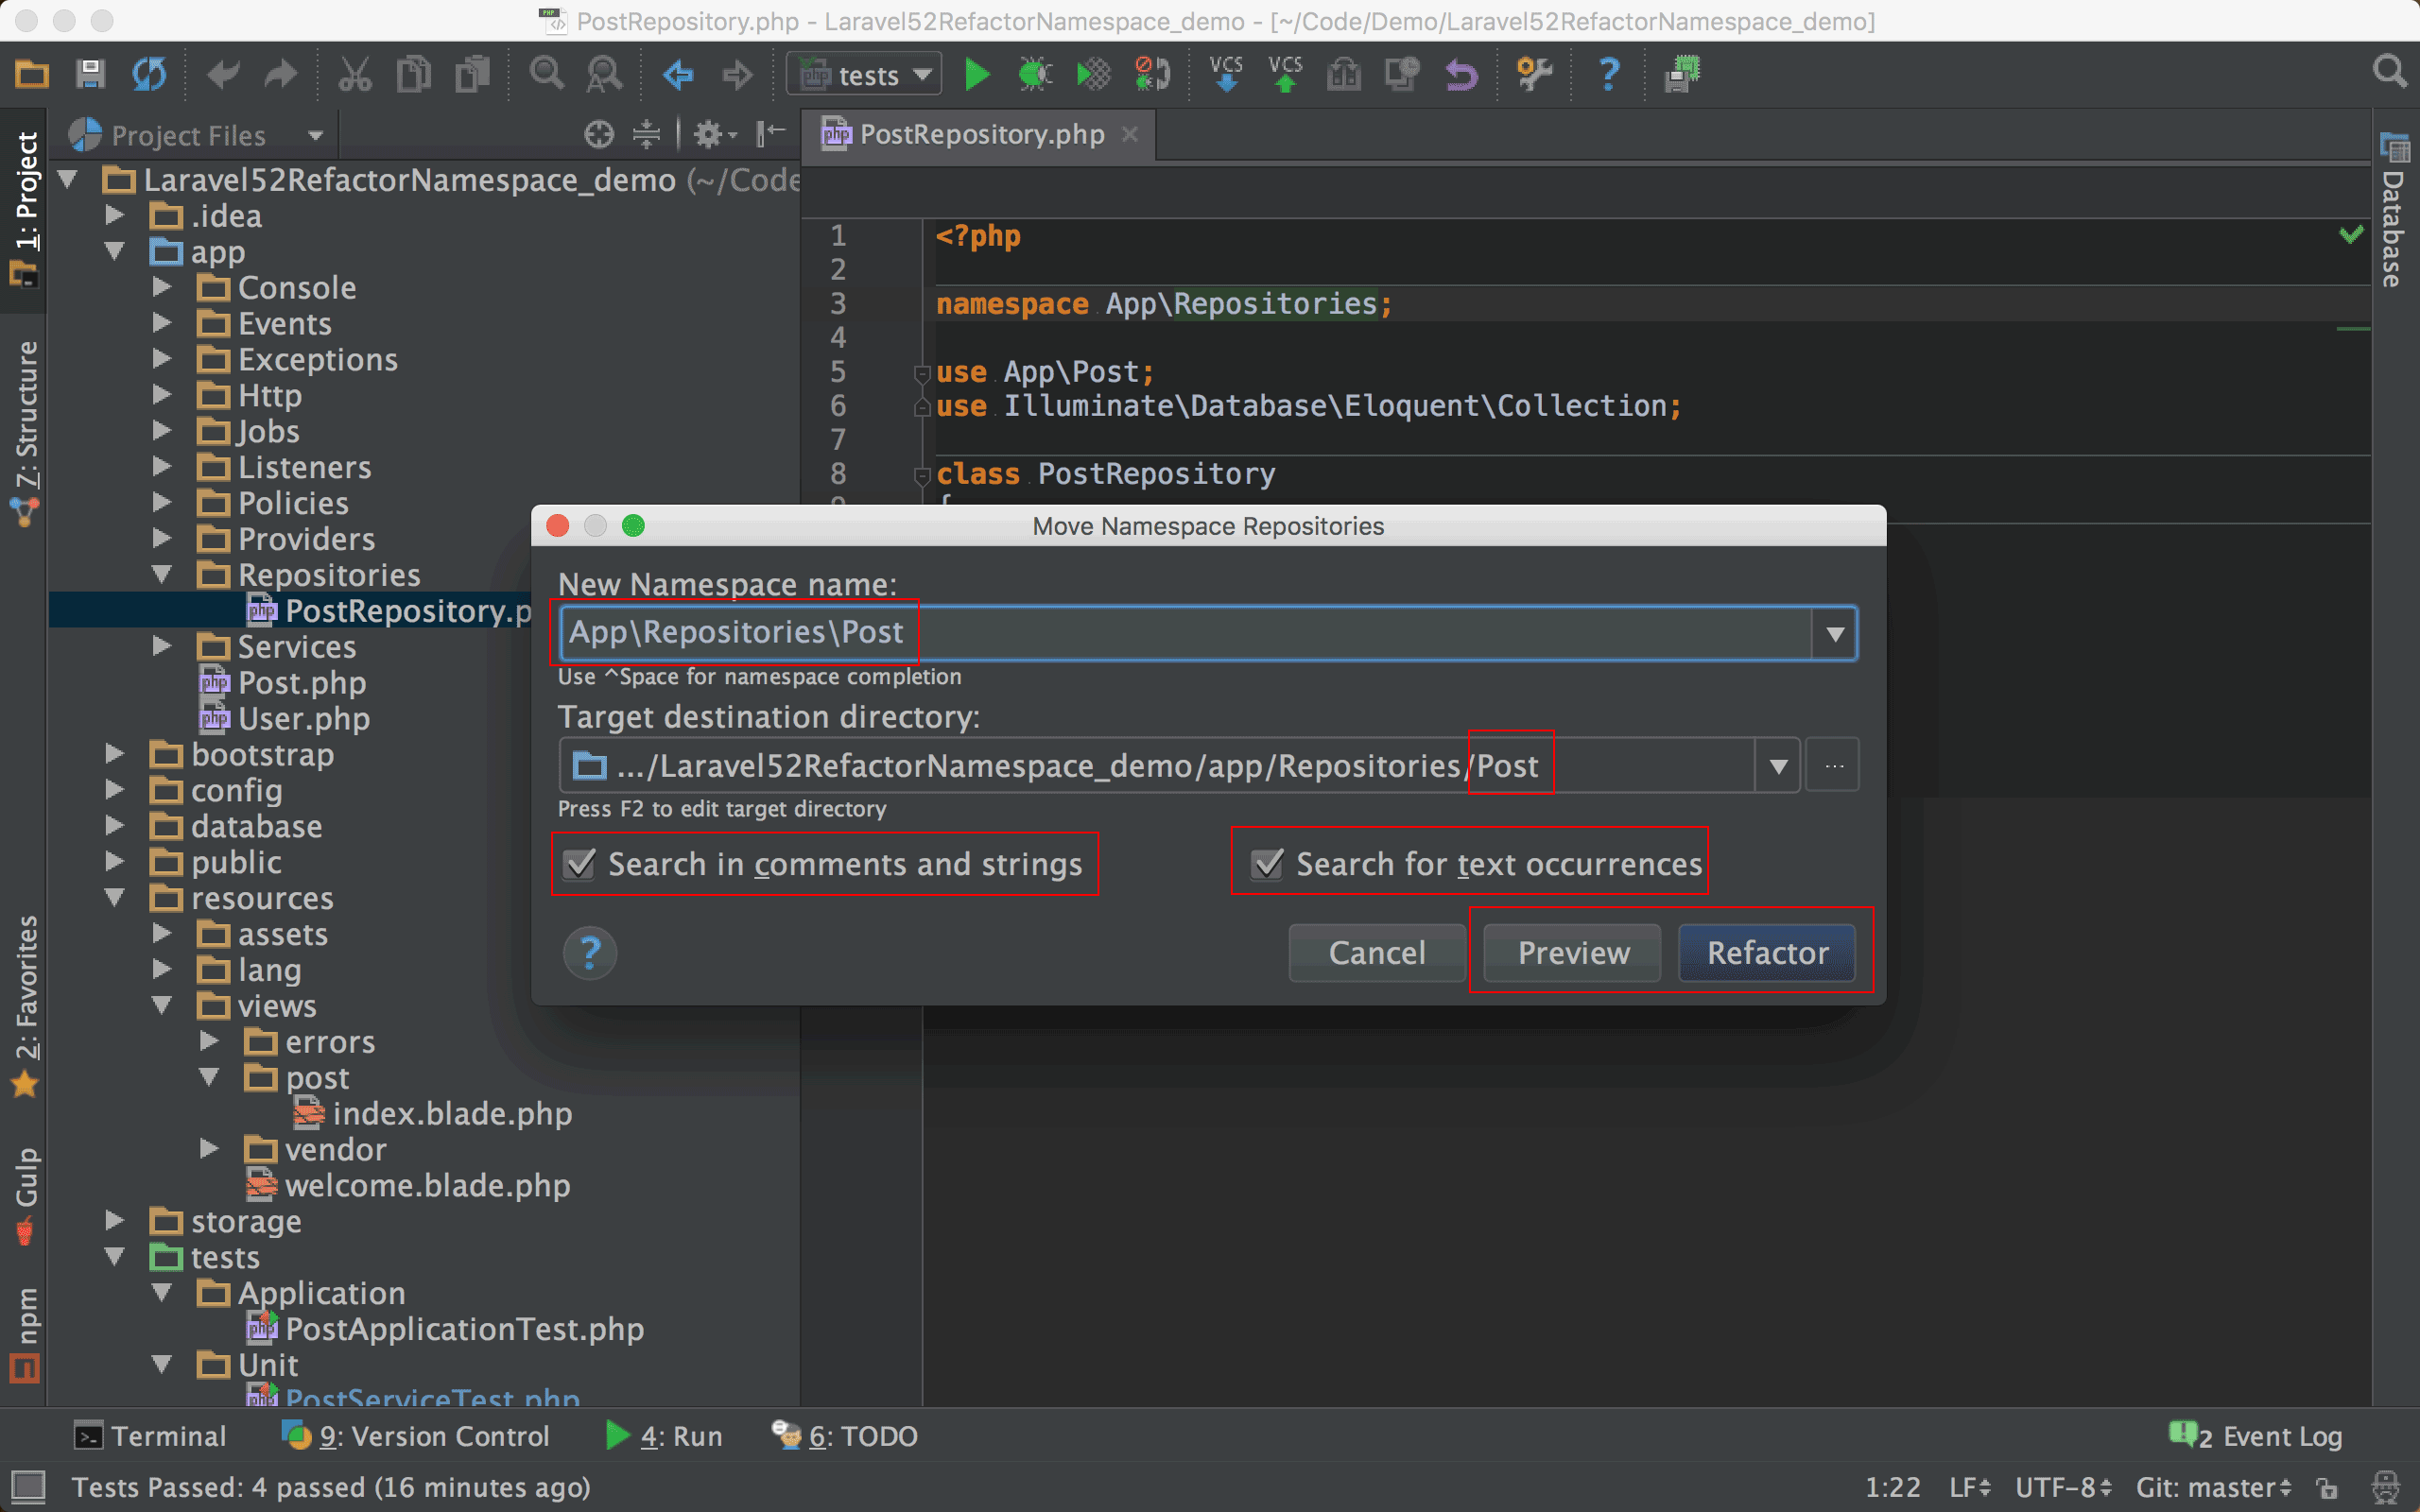 PostRepository.php - Laravel52RefactorNamespace_demo - [~/Code/Demo/Laravel52RefactorNamespace_demo]
tests
VCS
VCS
1: Project
7: Structure
2: Favorites
Gulp
npm
Project Files
Laravel52RefactorNamespace_demo (~/Code
.idea
app
Console
Events
Exceptions
Http
Jobs
Listeners
Policies
Providers
Repositories
PostRepository.p
Services
Post.php
User.php
bootstrap
config
database
public
resources
assets
lang
views
errors
post
index.blade.php
vendor
welcome.blade.php
storage
tests
Application
PostApplicationTest.php
Unit
PostServiceTest.php
PostRepository.php
1 <?php
2
3 namespace App\Repositories;
4
5 use App\Post;
6 use Illuminate\Database\Eloquent\Collection;
7
8 class PostRepository
9 {
Database
Move Namespace Repositories
New Namespace name:
App\Repositories\Post
Use ^Space for namespace completion
Target destination directory:
.../Laravel52RefactorNamespace_demo/app/Repositories/Post
...
Press F2 to edit target directory
Search in comments and strings
Search for text occurrences
?
Cancel
Preview
Refactor
Terminal
9: Version Control
4: Run
6: TODO
2 Event Log
Tests Passed: 4 passed (16 minutes ago)
1:22
LF
UTF-8
Git: master